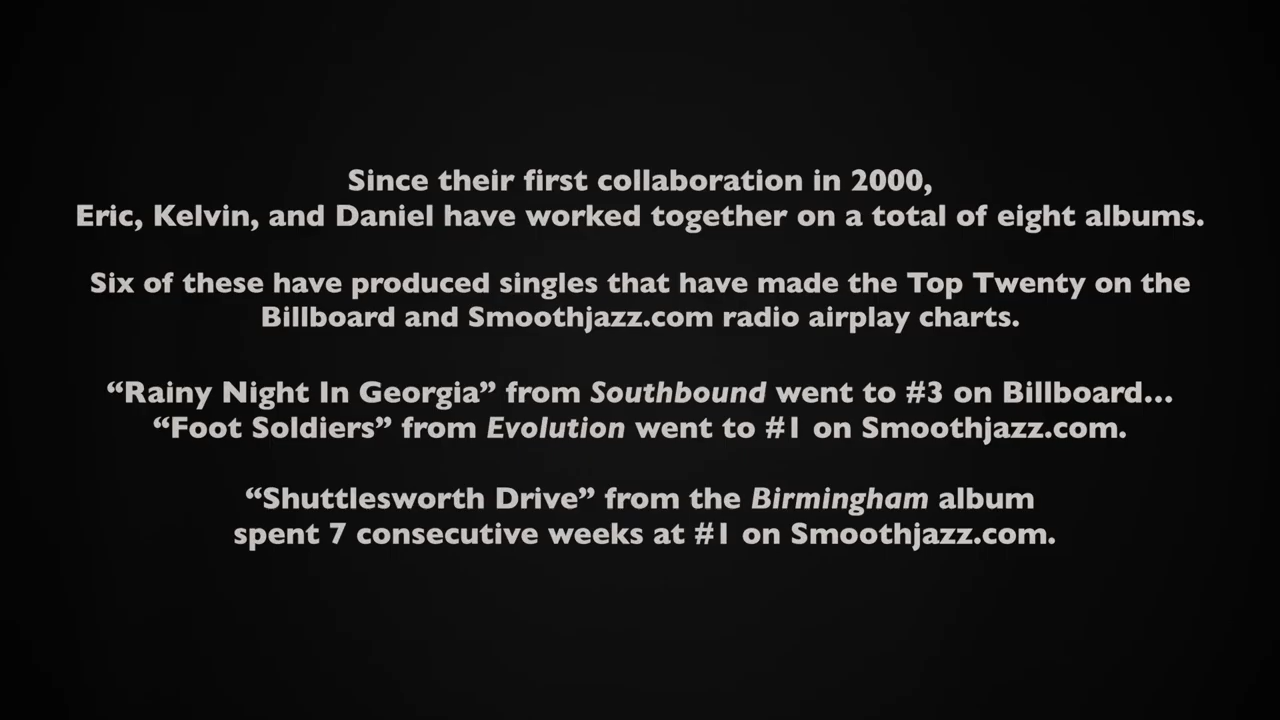 Since their first collaboration in 2000,
Eric, Kelvin, and Daniel have worked together on a total of eight albums.
Six of these have produced singles that have made the Top Twenty on the
Billboard and Smoothjazz.com radio airplay charts.
“Rainy Night In Georgia” from Southbound went to #3 on Billboard...
“Foot Soldiers” from Evolution went to #1 on Smoothjazz.com.
“Shuttlesworth Drive” from the Birmingham album
spent 7 consecutive weeks at #1 on Smoothjazz.com.